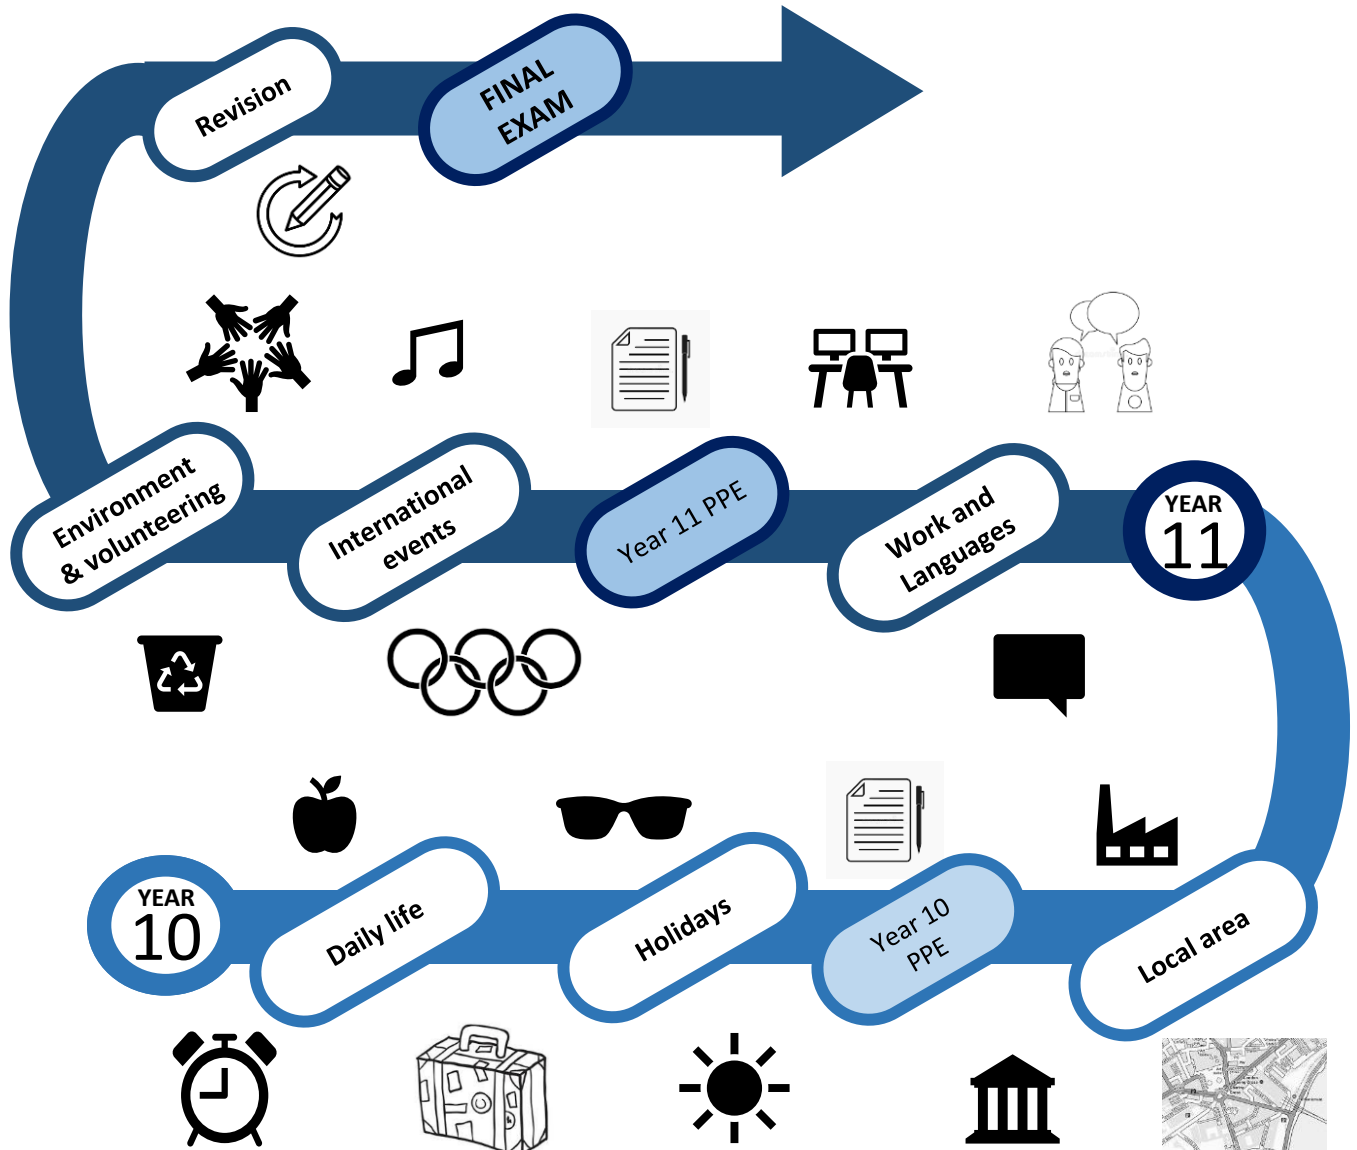 Revision
FINAL
EXAM
Environment
& volunteering
International
events
Year 11 PPE
Work and
Languages
YEAR
11
YEAR
10
Daily life
Holidays
Year 10
PPE
Local area